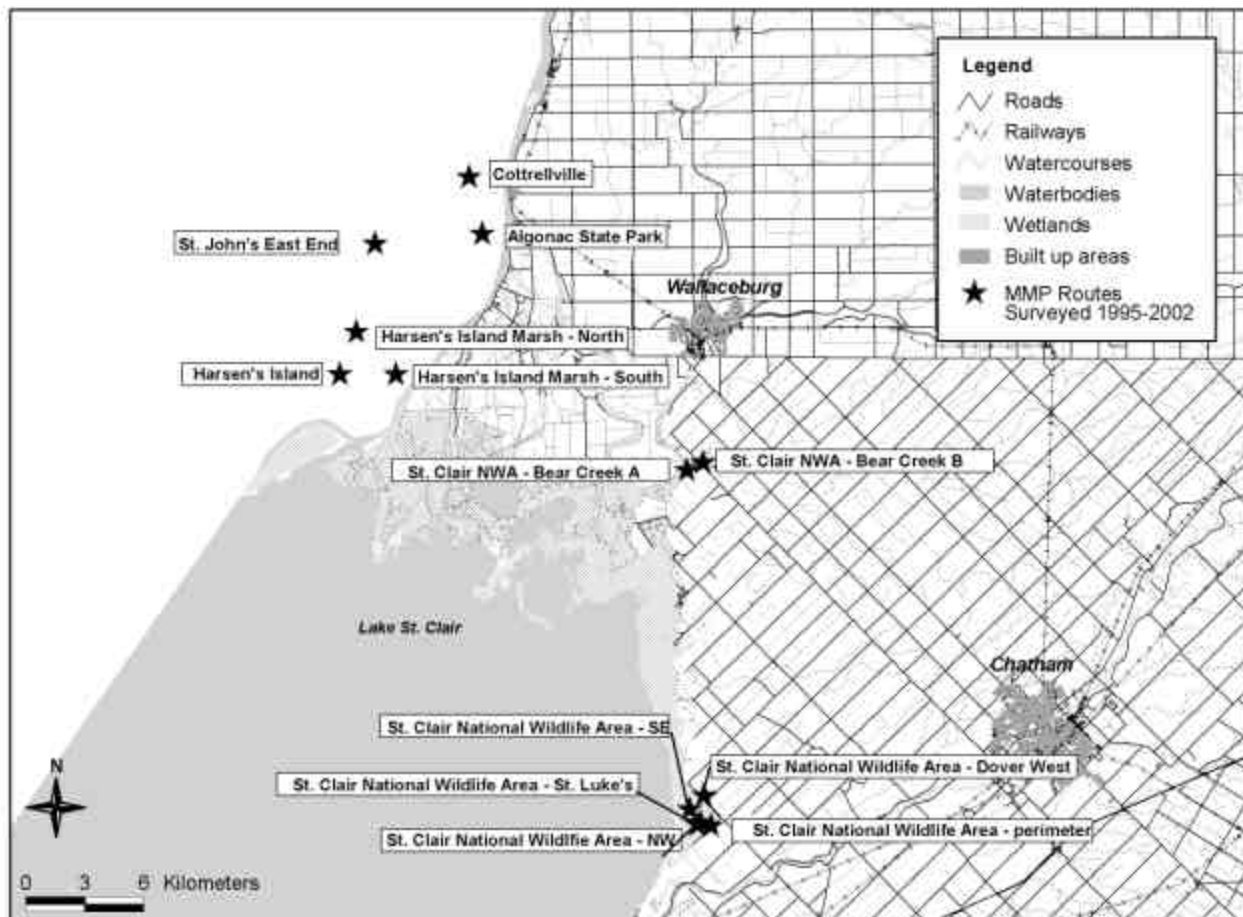 Legend
Roads
Railways
Watercourses
Waterbodies
Wetlands
Built up areas
MMP Routes
Surveyed 1995-2002
Cottrellville
St. John's East End
Algonac State Park
Wallaceburg
Harsen's Island Marsh - North
Harsen's Island
Harsen's Island Marsh - South
St. Clair NWA - Bear Creek A
St. Clair NWA - Bear Creek B
Lake St. Clair
Chatham
St. Clair National Wildlife Area - SE
St. Clair National Wildlife Area - Dover West
St. Clair National Wildlife Area - St. Luke's
St. Clair National Wildlife Area - perimeter
St. Clair National Wildlfie Area - NW
N
0 3 6 Kilometers